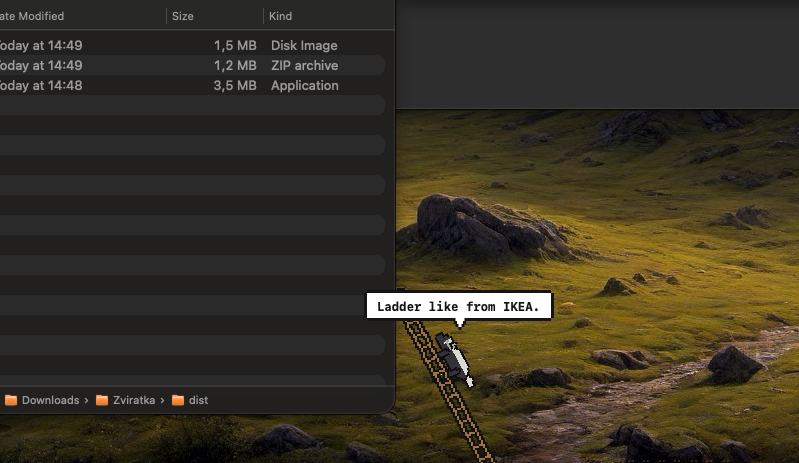 ate Modified Size Kind
oday at 14:49 1,5 MB Disk Image
oday at 14:49 1,2 MB ZIP archive
oday at 14:48 3,5 MB Application
Ladder like from IKEA.
Downloads › Zviratka › dist